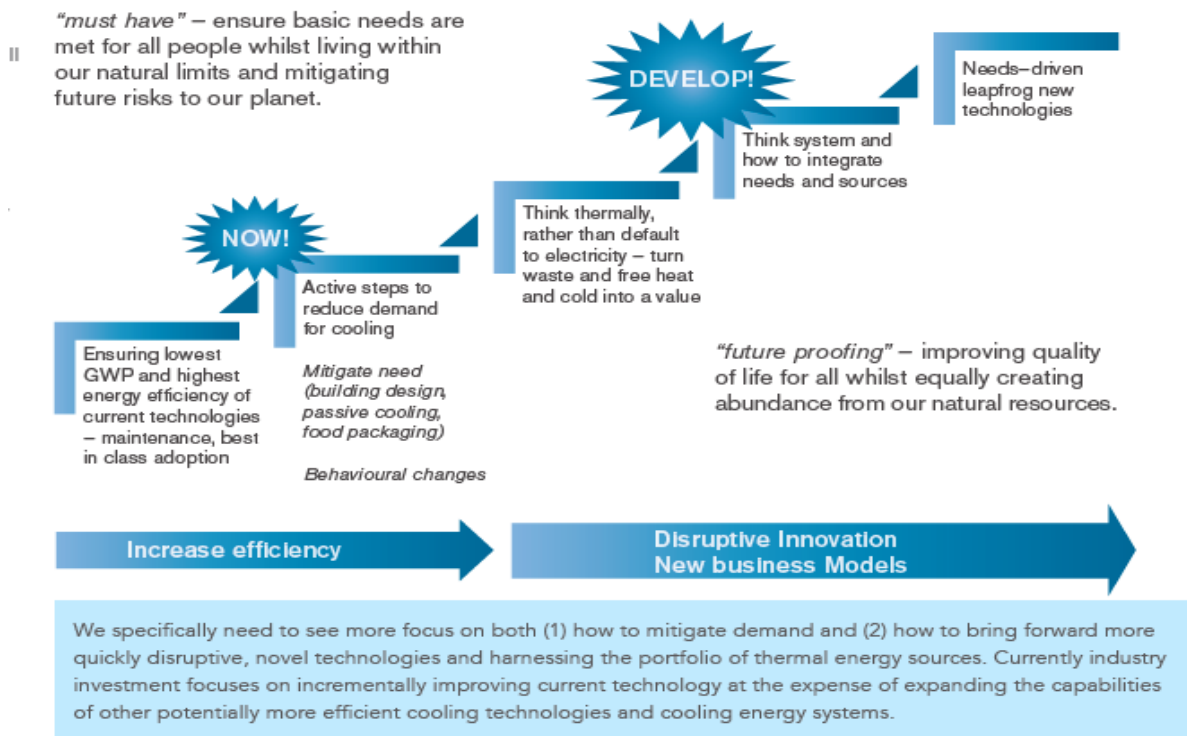 "must have" – ensure basic needs are
met for all people whilst living within
our natural limits and mitigating
future risks to our planet.
NOW!
DEVELOP!
Ensuring lowest
GWP and highest
energy efficiency of
current technologies
– maintenance, best
in class adoption
Active steps to
reduce demand
for cooling
Mitigate need
(building design,
passive cooling,
food packaging)
Behavioural changes
Think thermally,
rather than default
to electricity – turn
waste and free heat
and cold into a value
Think system and
how to integrate
needs and sources
Needs–driven
leapfrog new
technologies
"future proofing" – improving quality
of life for all whilst equally creating
abundance from our natural resources.
Increase efficiency
Disruptive Innovation
New business Models
We specifically need to see more focus on both (1) how to mitigate demand and (2) how to bring forward more
quickly disruptive, novel technologies and harnessing the portfolio of thermal energy sources. Currently industry
investment focuses on incrementally improving current technology at the expense of expanding the capabilities
of other potentially more efficient cooling technologies and cooling energy systems.